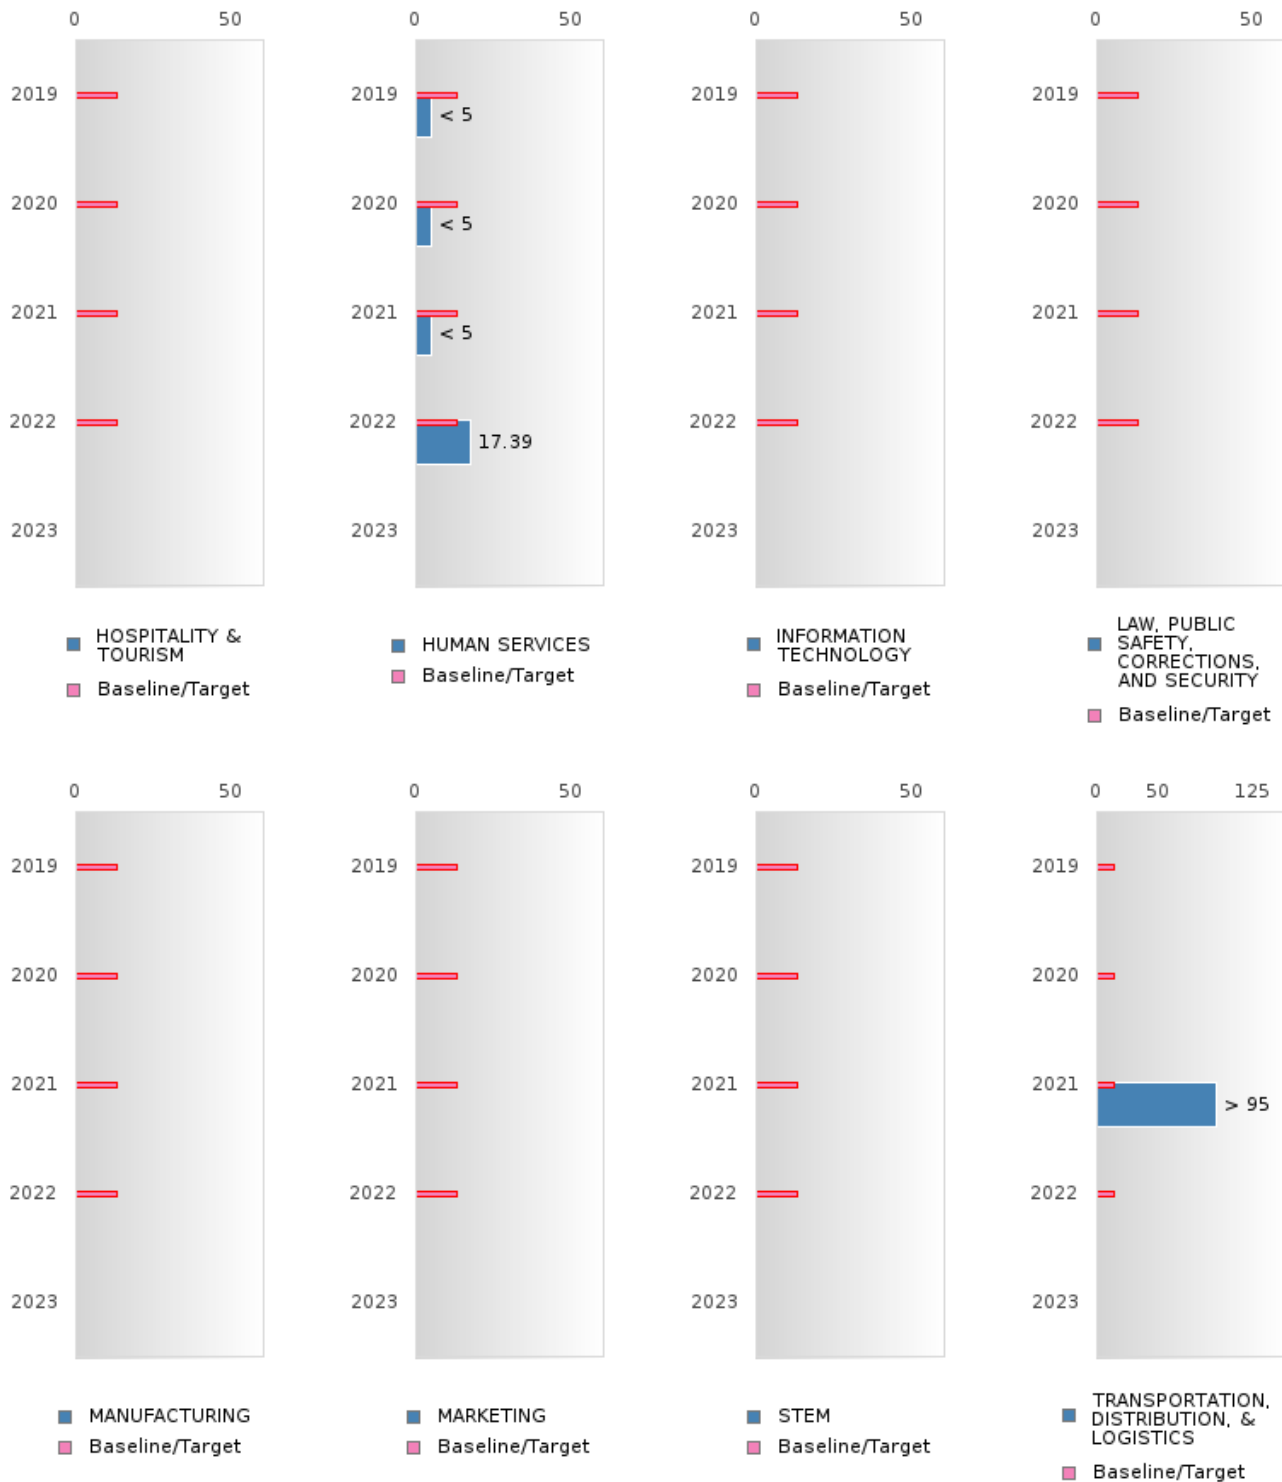 0 50
2019
2020
2021
2022
2023
HOSPITALITY &
TOURISM
Baseline/Target
0 50
2019
< 5
2020
< 5
2021
< 5
2022
17.39
2023
HUMAN SERVICES
Baseline/Target
0 50
2019
2020
2021
2022
2023
INFORMATION
TECHNOLOGY
Baseline/Target
0 50
2019
2020
2021
2022
2023
LAW, PUBLIC
SAFETY,
CORRECTIONS,
AND SECURITY
Baseline/Target
0 50
2019
2020
2021
2022
2023
MANUFACTURING
Baseline/Target
0 50
2019
2020
2021
2022
2023
MARKETING
Baseline/Target
0 50
2019
2020
2021
2022
2023
STEM
Baseline/Target
0 50 125
2019
2020
2021
> 95
2022
2023
TRANSPORTATION,
DISTRIBUTION, &
LOGISTICS
Baseline/Target